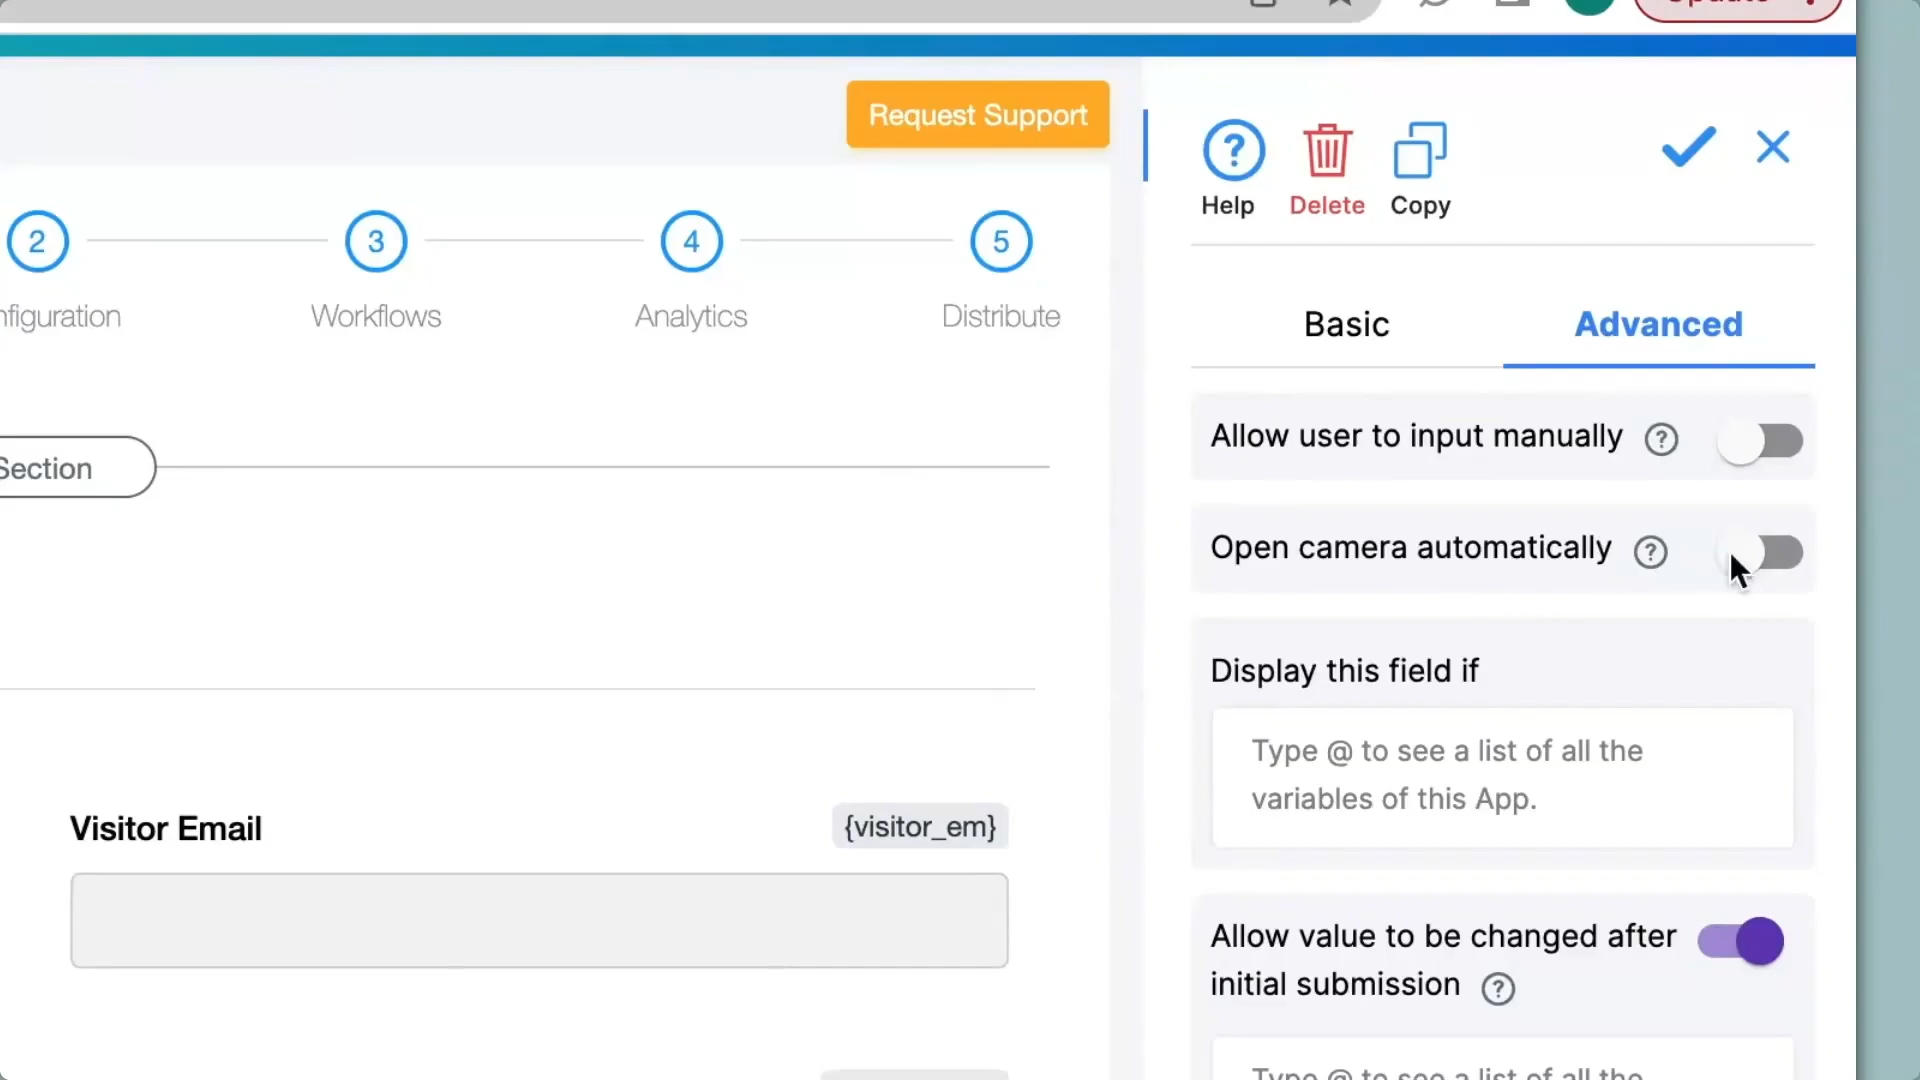 Update
Request Support
?
Help
Delete
Copy
2
3
4
5
nfiguration
Workflows
Analytics
Distribute
Basic
Advanced
Allow user to input manually ?
Section
Open camera automatically ?
Display this field if
Type @ to see a list of all the
variables of this App.
Visitor Email
{visitor_em}
Allow value to be changed after
initial submission ?
Type @ to see a list of all the